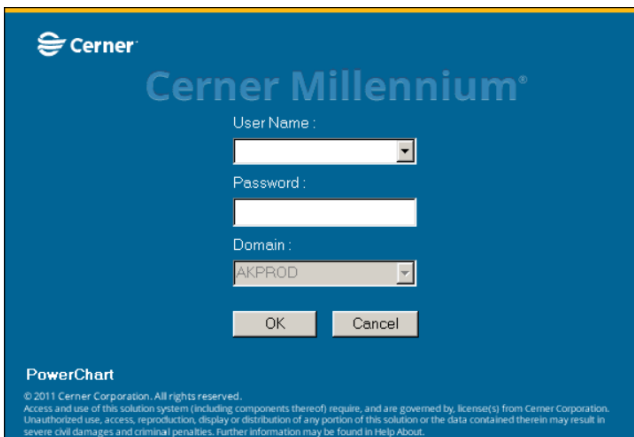 Cerner
Cerner Millennium®
User Name :
Password :
Domain :
AKPROD
OK Cancel
PowerChart
© 2011 Cerner Corporation. All rights reserved.
Access and use of this solution system (including components thereof) require, and are governed by, license(s) from Cerner Corporation.
Unauthorized use, access, reproduction, display or distribution of any portion of this solution or the data contained therein may result in
severe civil damages and criminal penalties. Further information may be found in Help About.